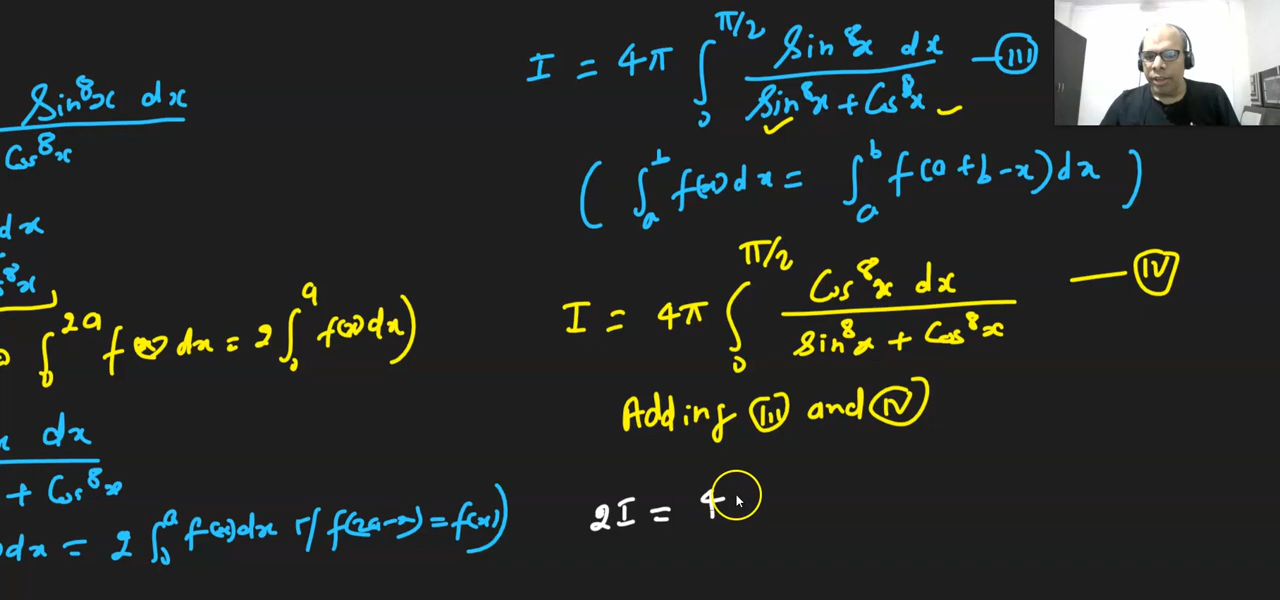 sin⁸x dx
cos⁸x
dx
⁸x
∫₀^2a f(x) dx = 2 ∫₀^a f(x) dx)
x dx
+ cos⁸x
dx = 2 ∫₀^a f(x) dx if f(2a-x) = f(x))
I = 4π ∫₀^π/2 sin⁸x dx / sin⁸x + cos⁸x — III
( ∫ₐ^b f(x) dx = ∫ₐ^b f(a+b-x) dx )
I = 4π ∫₀^π/2 cos⁸x dx / sin⁸x + cos⁸x — IV
Adding III and IV
2I = 4